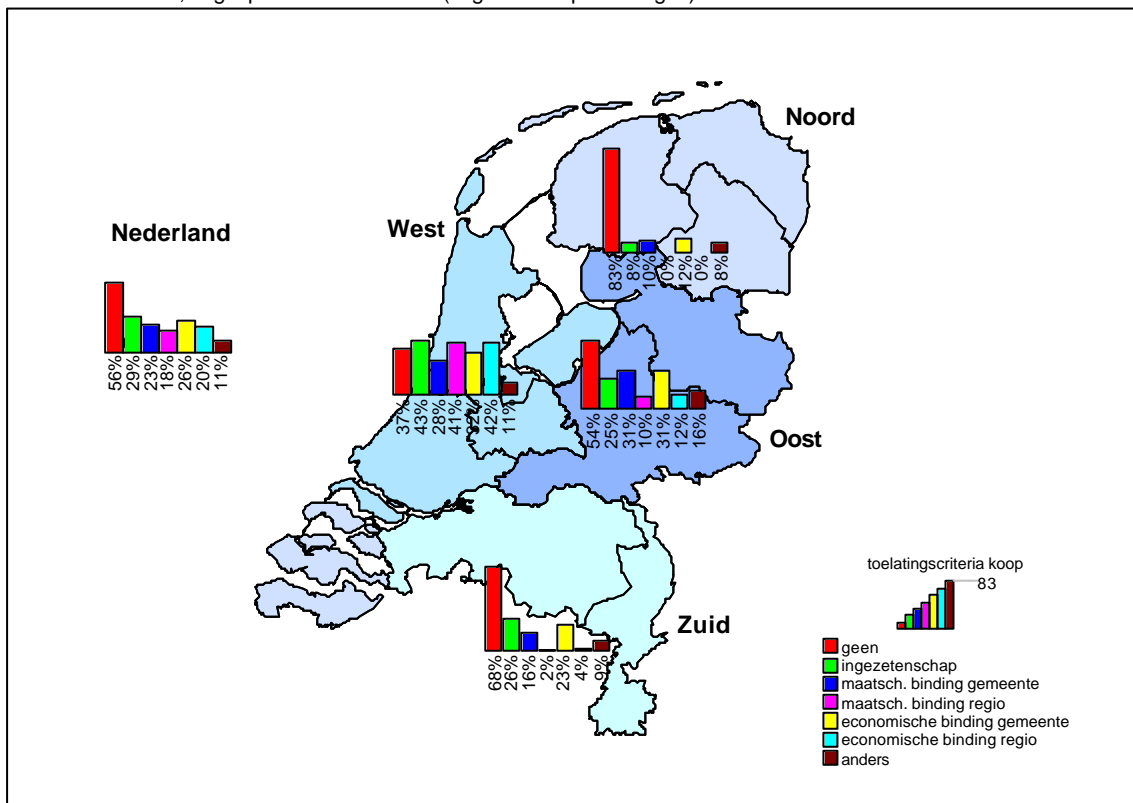 Noord
Nederland
West
83%
8%
10%
0%
12%
0%
8%
56%
29%
23%
18%
26%
20%
11%
37%
43%
28%
41%
32%
42%
11%
54%
25%
31%
10%
31%
12%
16%
Oost
Zuid
68%
26%
16%
2%
23%
4%
9%
toelatingscriteria koop
83
geen
ingezetenschap
maatsch. binding gemeente
maatsch. binding regio
economische binding gemeente
economische binding regio
anders